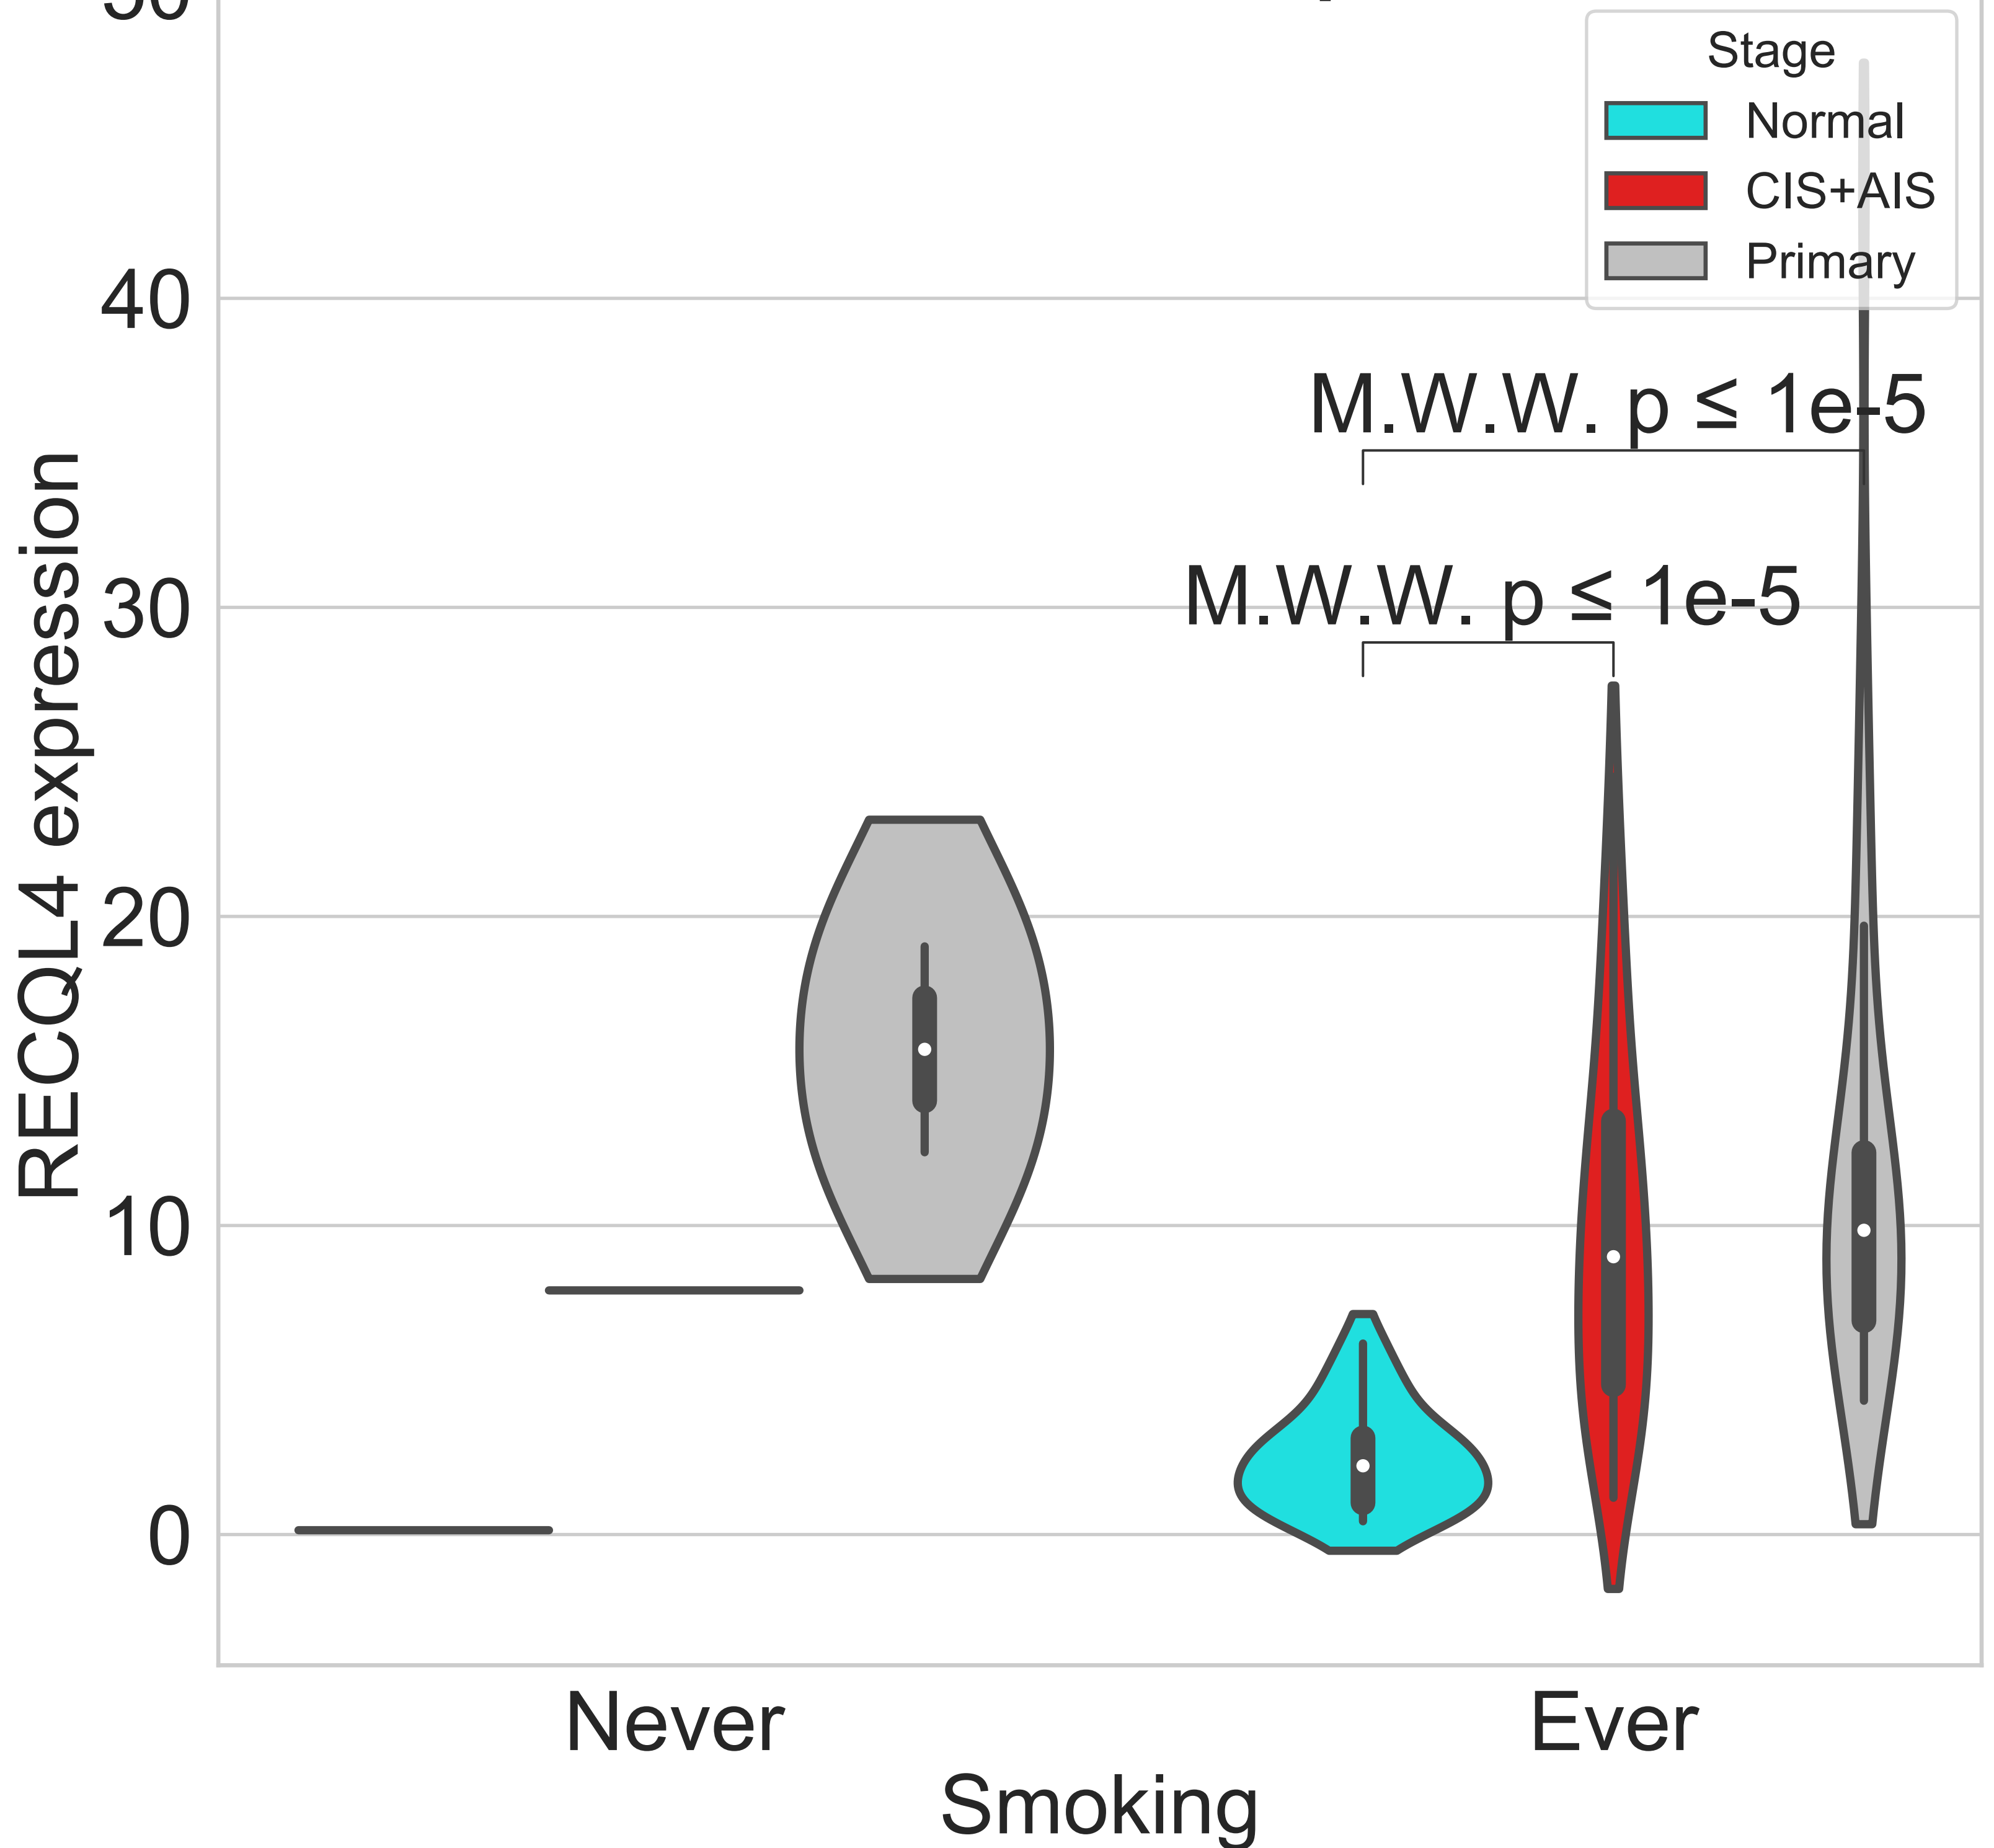 Stage
Normal
CIS+AIS
Primary
40
30
20
10
0
RECQL4 expression
M.W.W. p ≤ 1e-5
M.W.W. p ≤ 1e-5
Never
Ever
Smoking